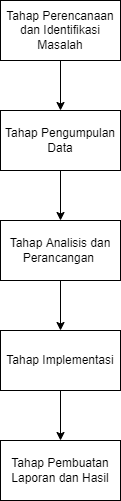 Tahap Perencanaan
dan Identifikasi
Masalah
Tahap Pengumpulan
Data
Tahap Analisis dan
Perancangan
Tahap Implementasi
Tahap Pembuatan
Laporan dan Hasil